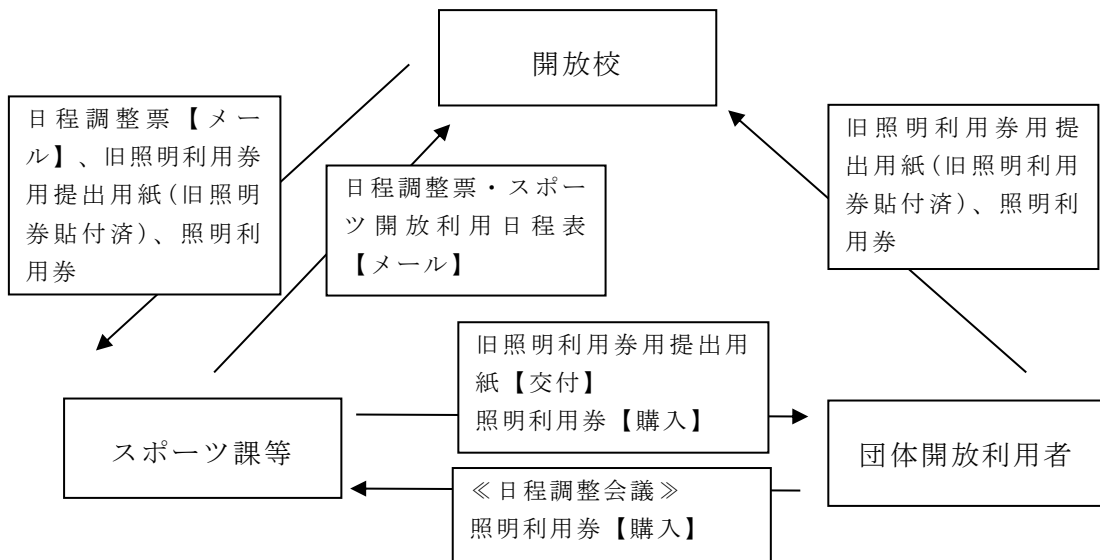 開放校
日程調整票【メー
ル】、旧照明利用券
用提出用紙(旧照明
券貼付済)、照明利
用券
日程調整票・スポー
ツ開放利用日程表
【メール】
旧照明利用券用提
出用紙(旧照明利用
券貼付済)、照明利
用券
旧照明利用券用提出用
紙【交付】
照明利用券【購入】
スポーツ課等
団体開放利用者
≪日程調整会議≫
照明利用券【購入】